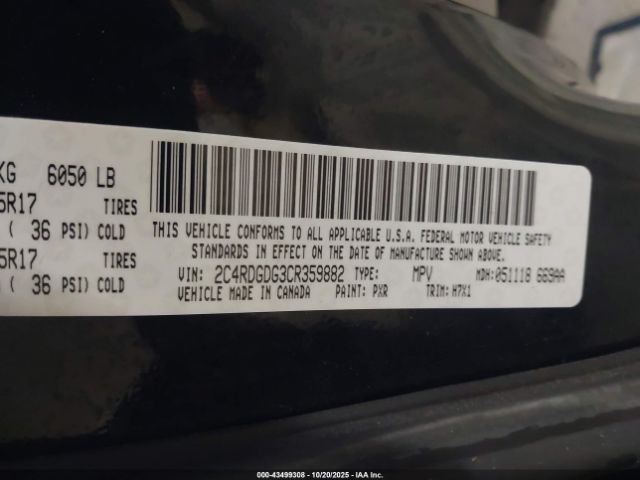 KG 6050 LB
5R17 TIRES
( 36 PSI) COLD
5R17
( 36 PSI) COLD
THIS VEHICLE CONFORMS TO ALL APPLICABLE U.S.A. FEDERAL MOTOR VEHICLE SAFETY
STANDARDS IN EFFECT ON THE DATE OF MANUFACTURE SHOWN ABOVE.
VIN: 2C4RDGDG3CR359882 TYPE: MPV MDH: 051118 669AA
VEHICLE MADE IN CANADA PAINT: PXR TRIM: H7X1
000-43499308 | 10/20/2025 | Copyright © IAA Inc.